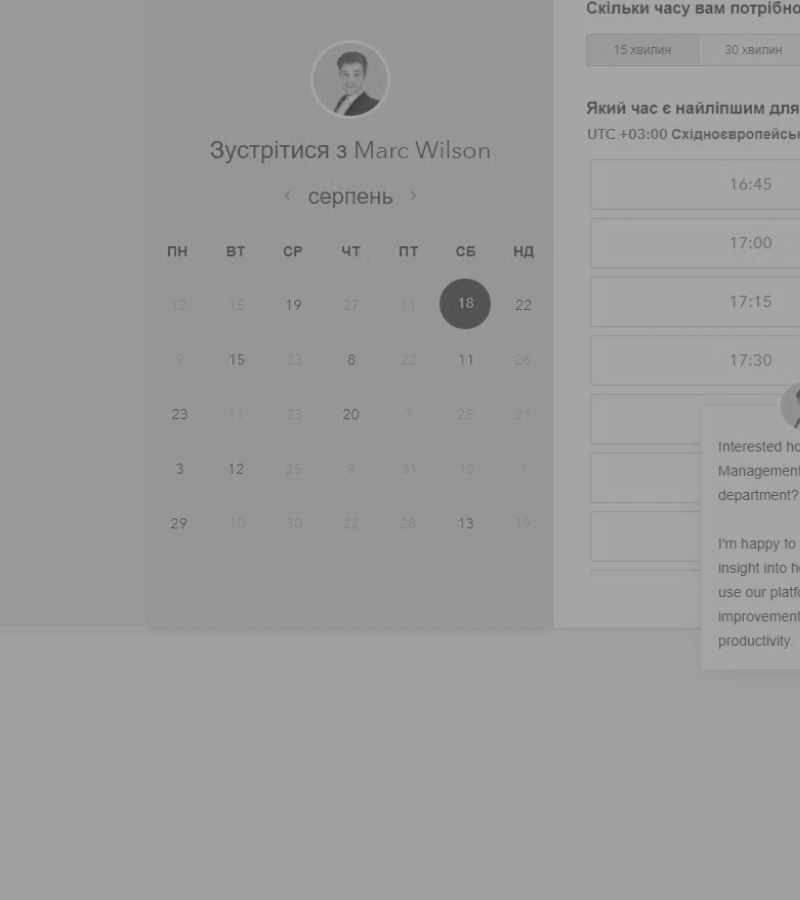 Скільки часу вам потрібно
15 хвилин 30 хвилин
Який час є найліпшим для
UTC +03:00 Східноєвропейсь
Зустрітися з Marc Wilson
‹ серпень ›
ПН ВТ СР ЧТ ПТ СБ НД
12 15 19 27 11 18 22
9 15 23 8 22 11 26
23 11 23 20 7 28 21
3 12 25 9 31 10 1
29 10 30 22 28 13 19
16:45
17:00
17:15
17:30
Interested
Management
department?
I'm happy to
insight into
use our
improvement
productivity.